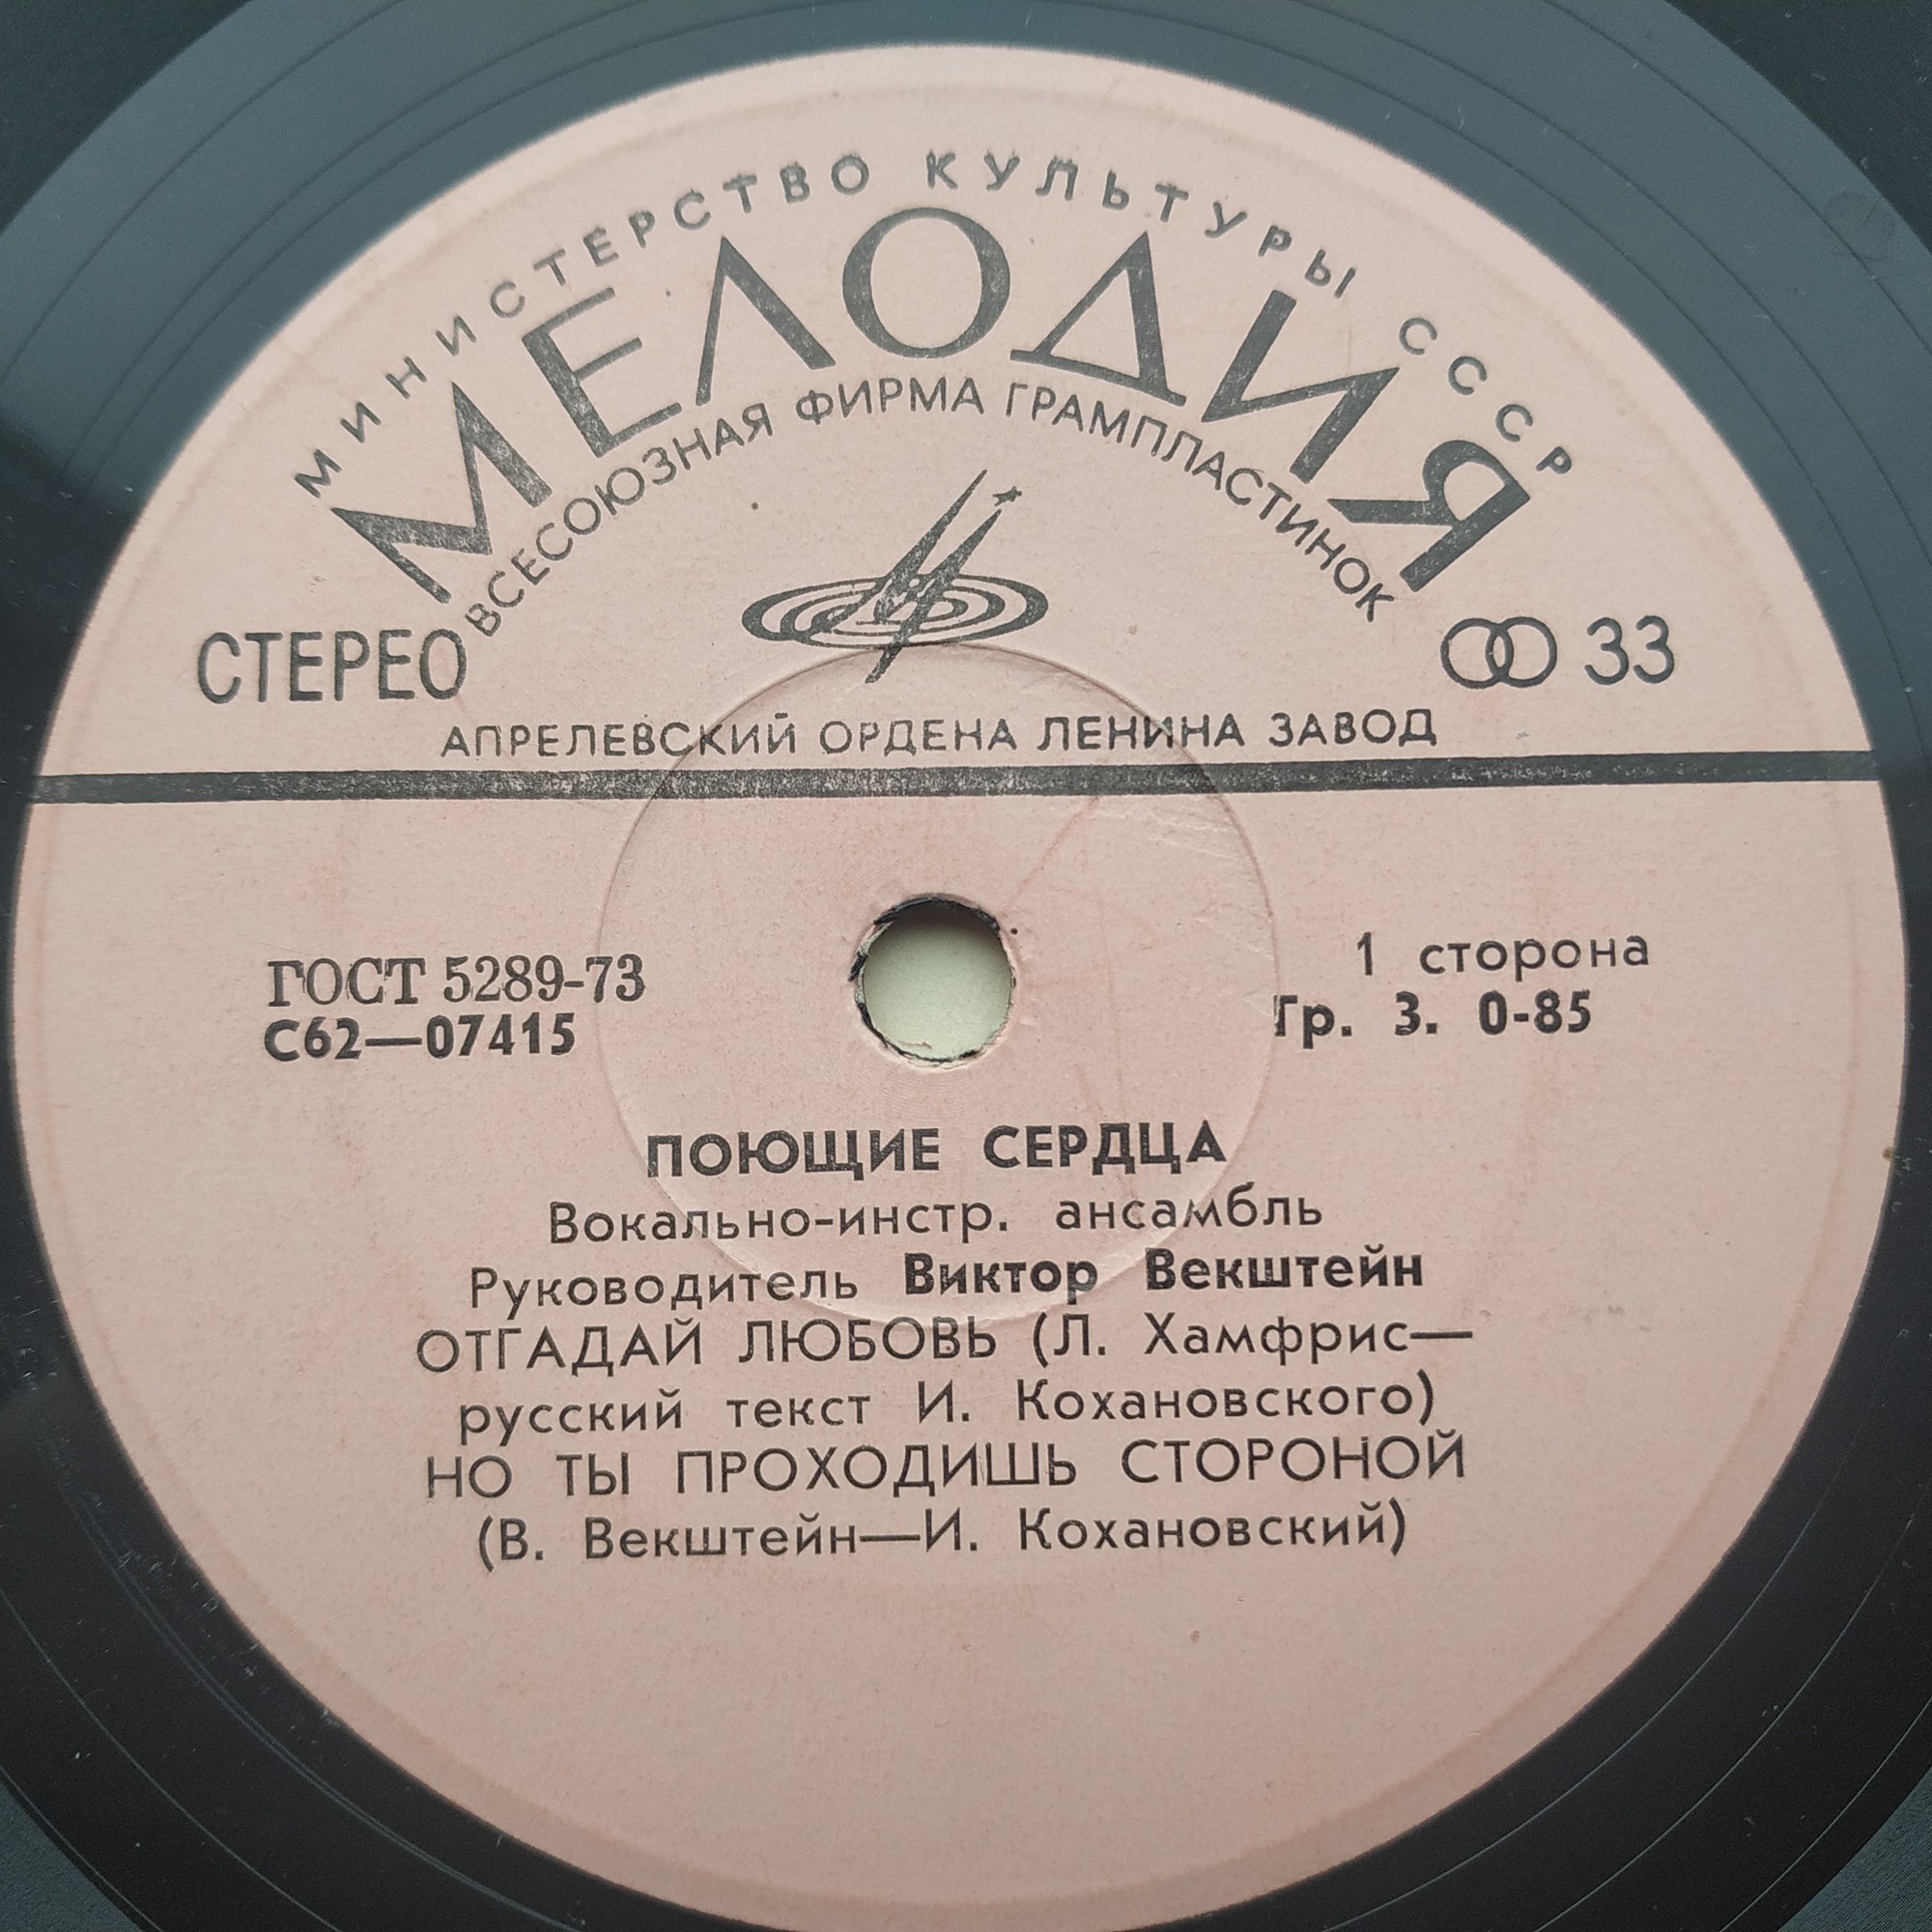 МИНИСТЕРСТВО КУЛЬТУРЫ СССР
МЕЛОДИЯ
ВСЕСОЮЗНАЯ ФИРМА ГРАМПЛАСТИНОК
СТЕРЕО
33
АПРЕЛЕВСКИЙ ОРДЕНА ЛЕНИНА ЗАВОД
ГОСТ 5289-73
С62—07415
1 сторона
Гр. 3. 0-85
ПОЮЩИЕ СЕРДЦА
Вокально-инстр. ансамбль
Руководитель Виктор Векштейн
ОТГАДАЙ ЛЮБОВЬ (Л. Хамфрис—
русский текст И. Кохановского)
НО ТЫ ПРОХОДИШЬ СТОРОНОЙ
(В. Векштейн—И. Кохановский)